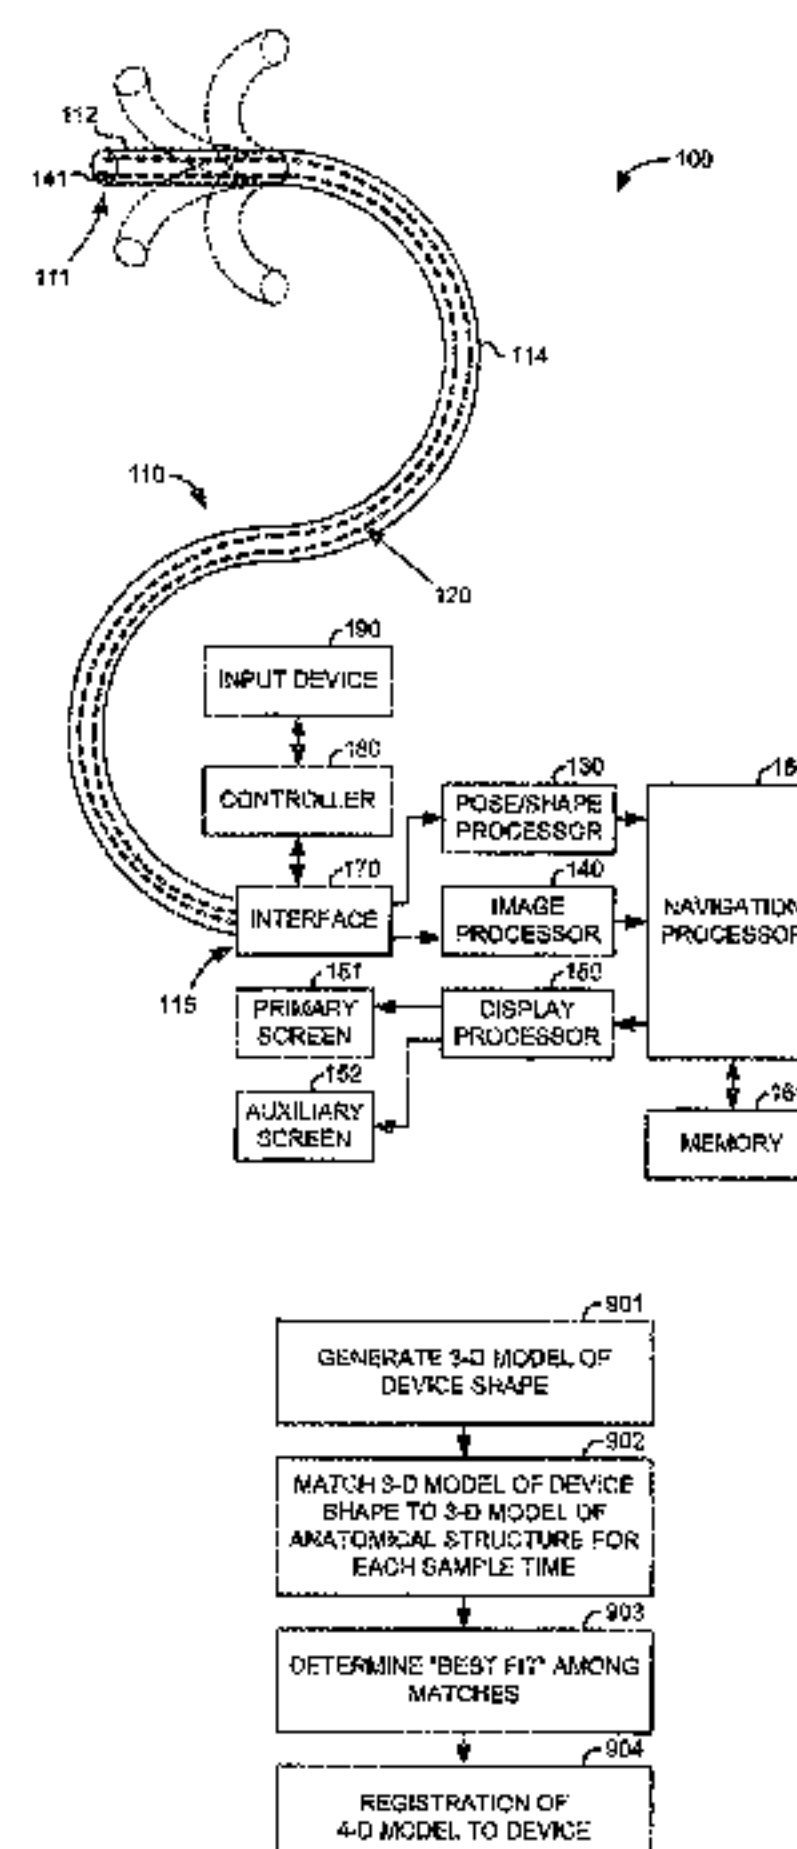 112
141
111
100
114
110
120
190
INPUT DEVICE
180
CONTROLLER
170
INTERFACE
115
130
POSE/SHAPE
PROCESSOR
140
IMAGE
PROCESSOR
NAVIGATION
PROCESSOR
151
PRIMARY
SCREEN
150
DISPLAY
PROCESSOR
152
AUXILIARY
SCREEN
MEMORY
901
GENERATE 3-D MODEL OF
DEVICE SHAPE
902
MATCH 3-D MODEL OF DEVICE
SHAPE TO 3-D MODEL OF
ANATOMICAL STRUCTURE FOR
EACH SAMPLE TIME
903
DETERMINE "BEST FIT" AMONG
MATCHES
904
REGISTRATION OF
4-D MODEL TO DEVICE